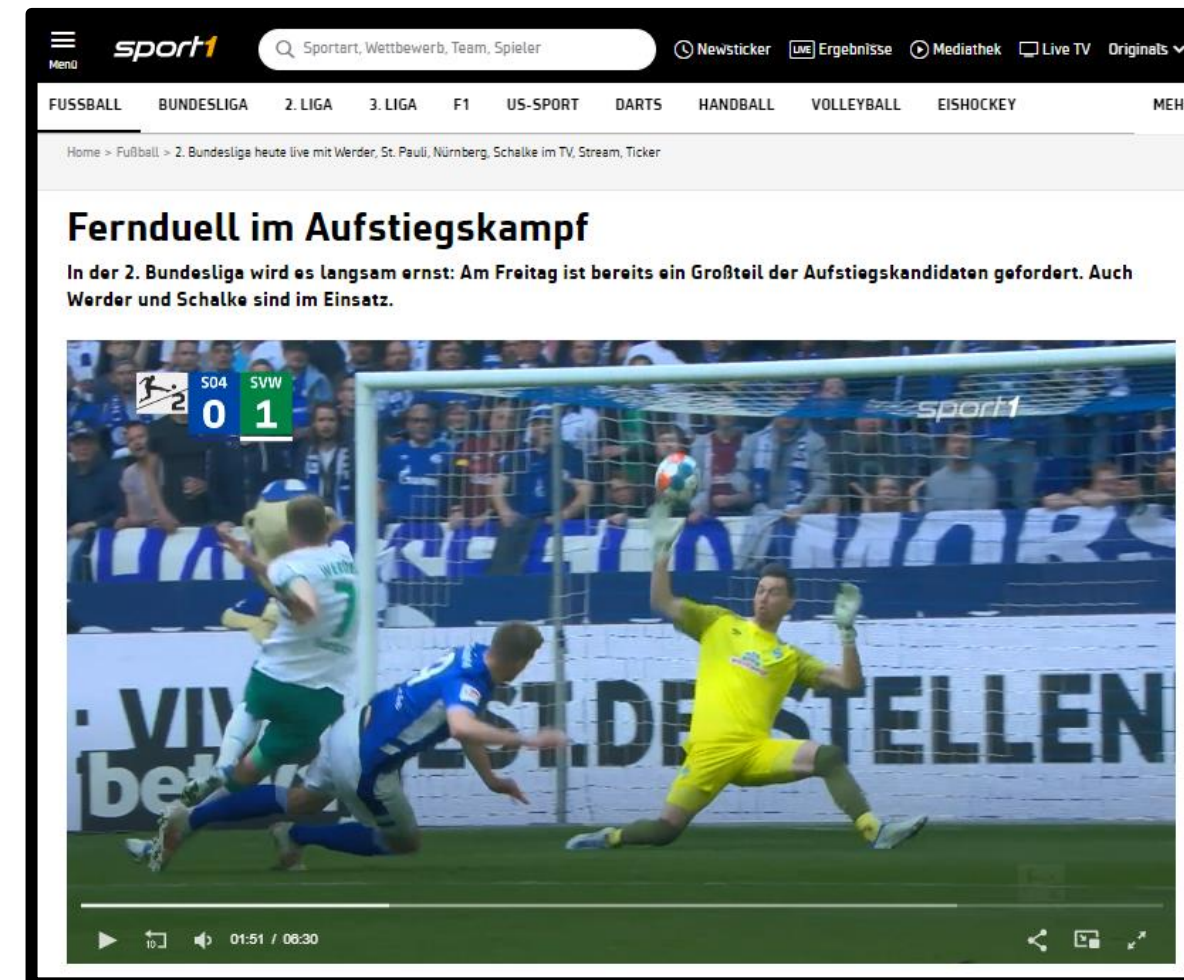 Menü
sport1
Sportart, Wettbewerb, Team, Spieler
Newsticker
LIVE Ergebnisse
Mediathek
Live TV
Originals
FUSSBALL BUNDESLIGA 2. LIGA 3. LIGA F1 US-SPORT DARTS HANDBALL VOLLEYBALL EISHOCKEY MEH
Home > Fußball > 2. Bundesliga heute live mit Werder, St. Pauli, Nürnberg, Schalke im TV, Stream, Ticker
Fernduell im Aufstiegskampf
In der 2. Bundesliga wird es langsam ernst: Am Freitag ist bereits ein Großteil der Aufstiegskandidaten gefordert. Auch
Werder und Schalke sind im Einsatz.
2
S04 SVW
0 1
sport1
7
STELLEN
01:51 / 06:30